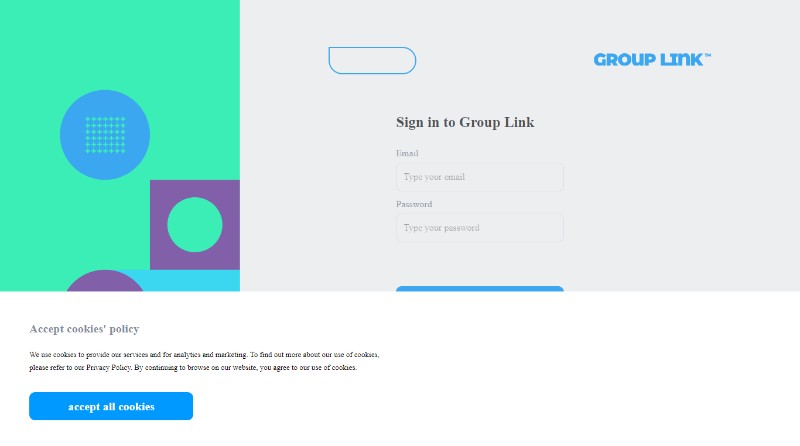 GROUP LINK™
Sign in to Group Link
Email
Type your email
Password
Type your password
Accept cookies' policy
We use cookies to provide our services and for analytics and marketing. To find out more about our use of cookies,
please refer to our Privacy Policy. By continuing to browse on our website, you agree to our use of cookies.
accept all cookies